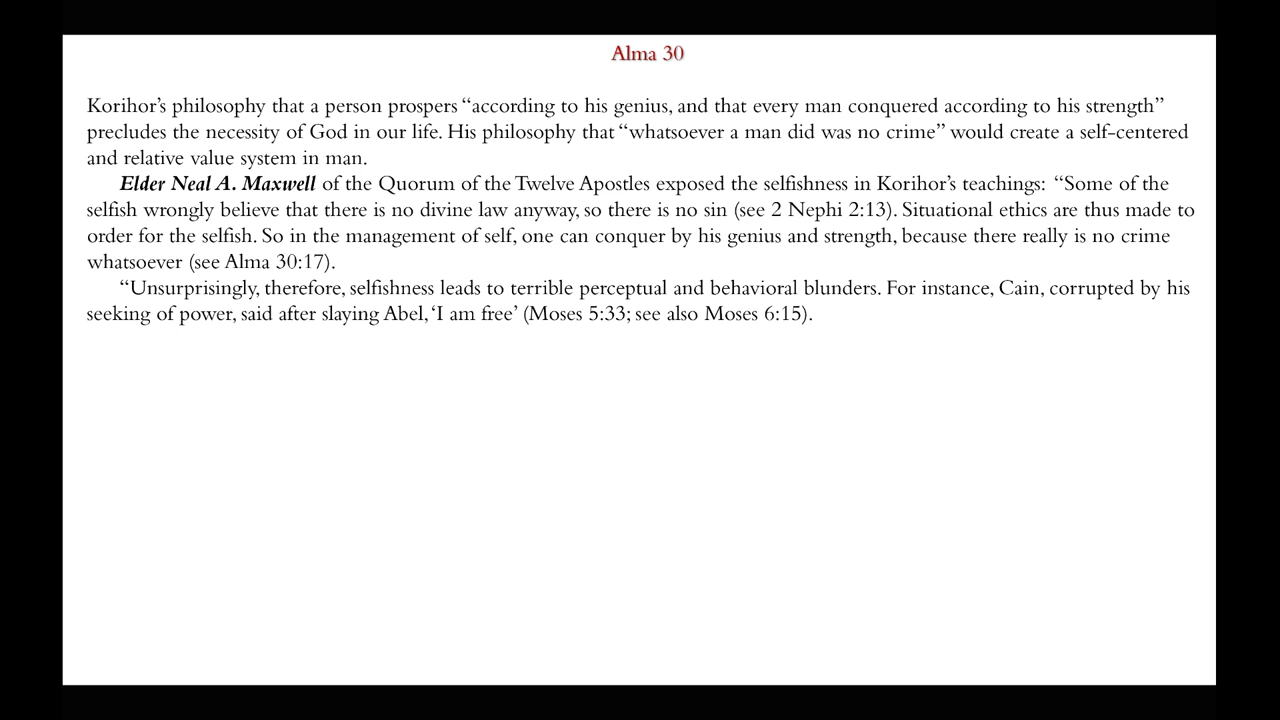 Alma 30
Korihor’s philosophy that a person prospers “according to his genius, and that every man conquered according to his strength”
precludes the necessity of God in our life. His philosophy that “whatsoever a man did was no crime” would create a self-centered
and relative value system in man.
Elder Neal A. Maxwell of the Quorum of the Twelve Apostles exposed the selfishness in Korihor’s teachings: “Some of the
selfish wrongly believe that there is no divine law anyway, so there is no sin (see 2 Nephi 2:13). Situational ethics are thus made to
order for the selfish. So in the management of self, one can conquer by his genius and strength, because there really is no crime
whatsoever (see Alma 30:17).
“Unsurprisingly, therefore, selfishness leads to terrible perceptual and behavioral blunders. For instance, Cain, corrupted by his
seeking of power, said after slaying Abel, ‘I am free’ (Moses 5:33; see also Moses 6:15).